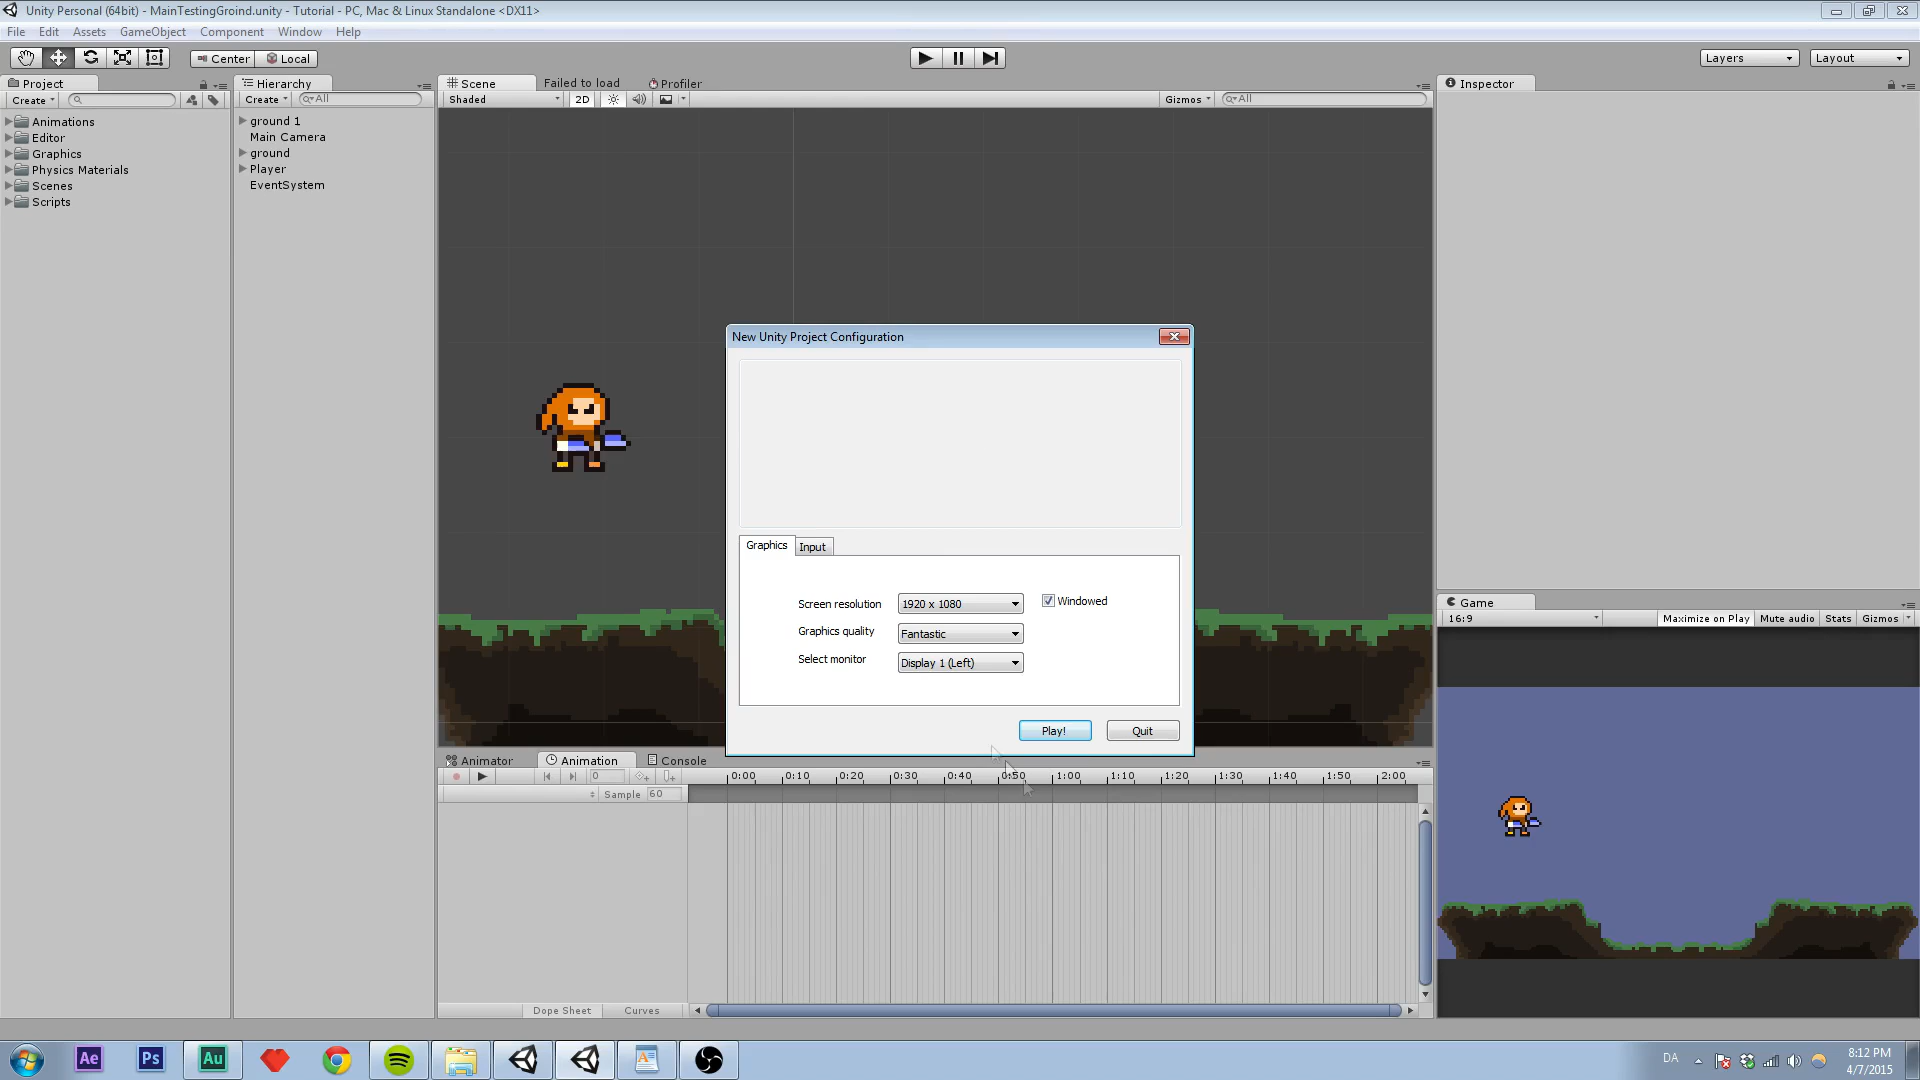 Unity Personal (64bit) - MainTestingGroind.unity - Tutorial - PC, Mac & Linux Standalone <DX11>
File Edit Assets GameObject Component Window Help
Center Local
Layers Layout
Project
Create
Animations
Editor
Graphics
Physics Materials
Scenes
Scripts
Hierarchy
Create All
ground 1
Main Camera
ground
Player
EventSystem
Scene Failed to load Profiler
Shaded 2D Gizmos All
Inspector
New Unity Project Configuration
Graphics Input
Screen resolution 1920 x 1080 Windowed
Graphics quality Fantastic
Select monitor Display 1 (Left)
Play! Quit
Game
16:9 Maximize on Play Mute audio Stats Gizmos
Animator Animation Console
0 0:00 0:10 0:20 0:30 0:40 0:50 1:00 1:10 1:20 1:30 1:40 1:50 2:00
Sample 60
Dope Sheet Curves
Ae Ps Au
DA
8:12 PM
4/7/2015